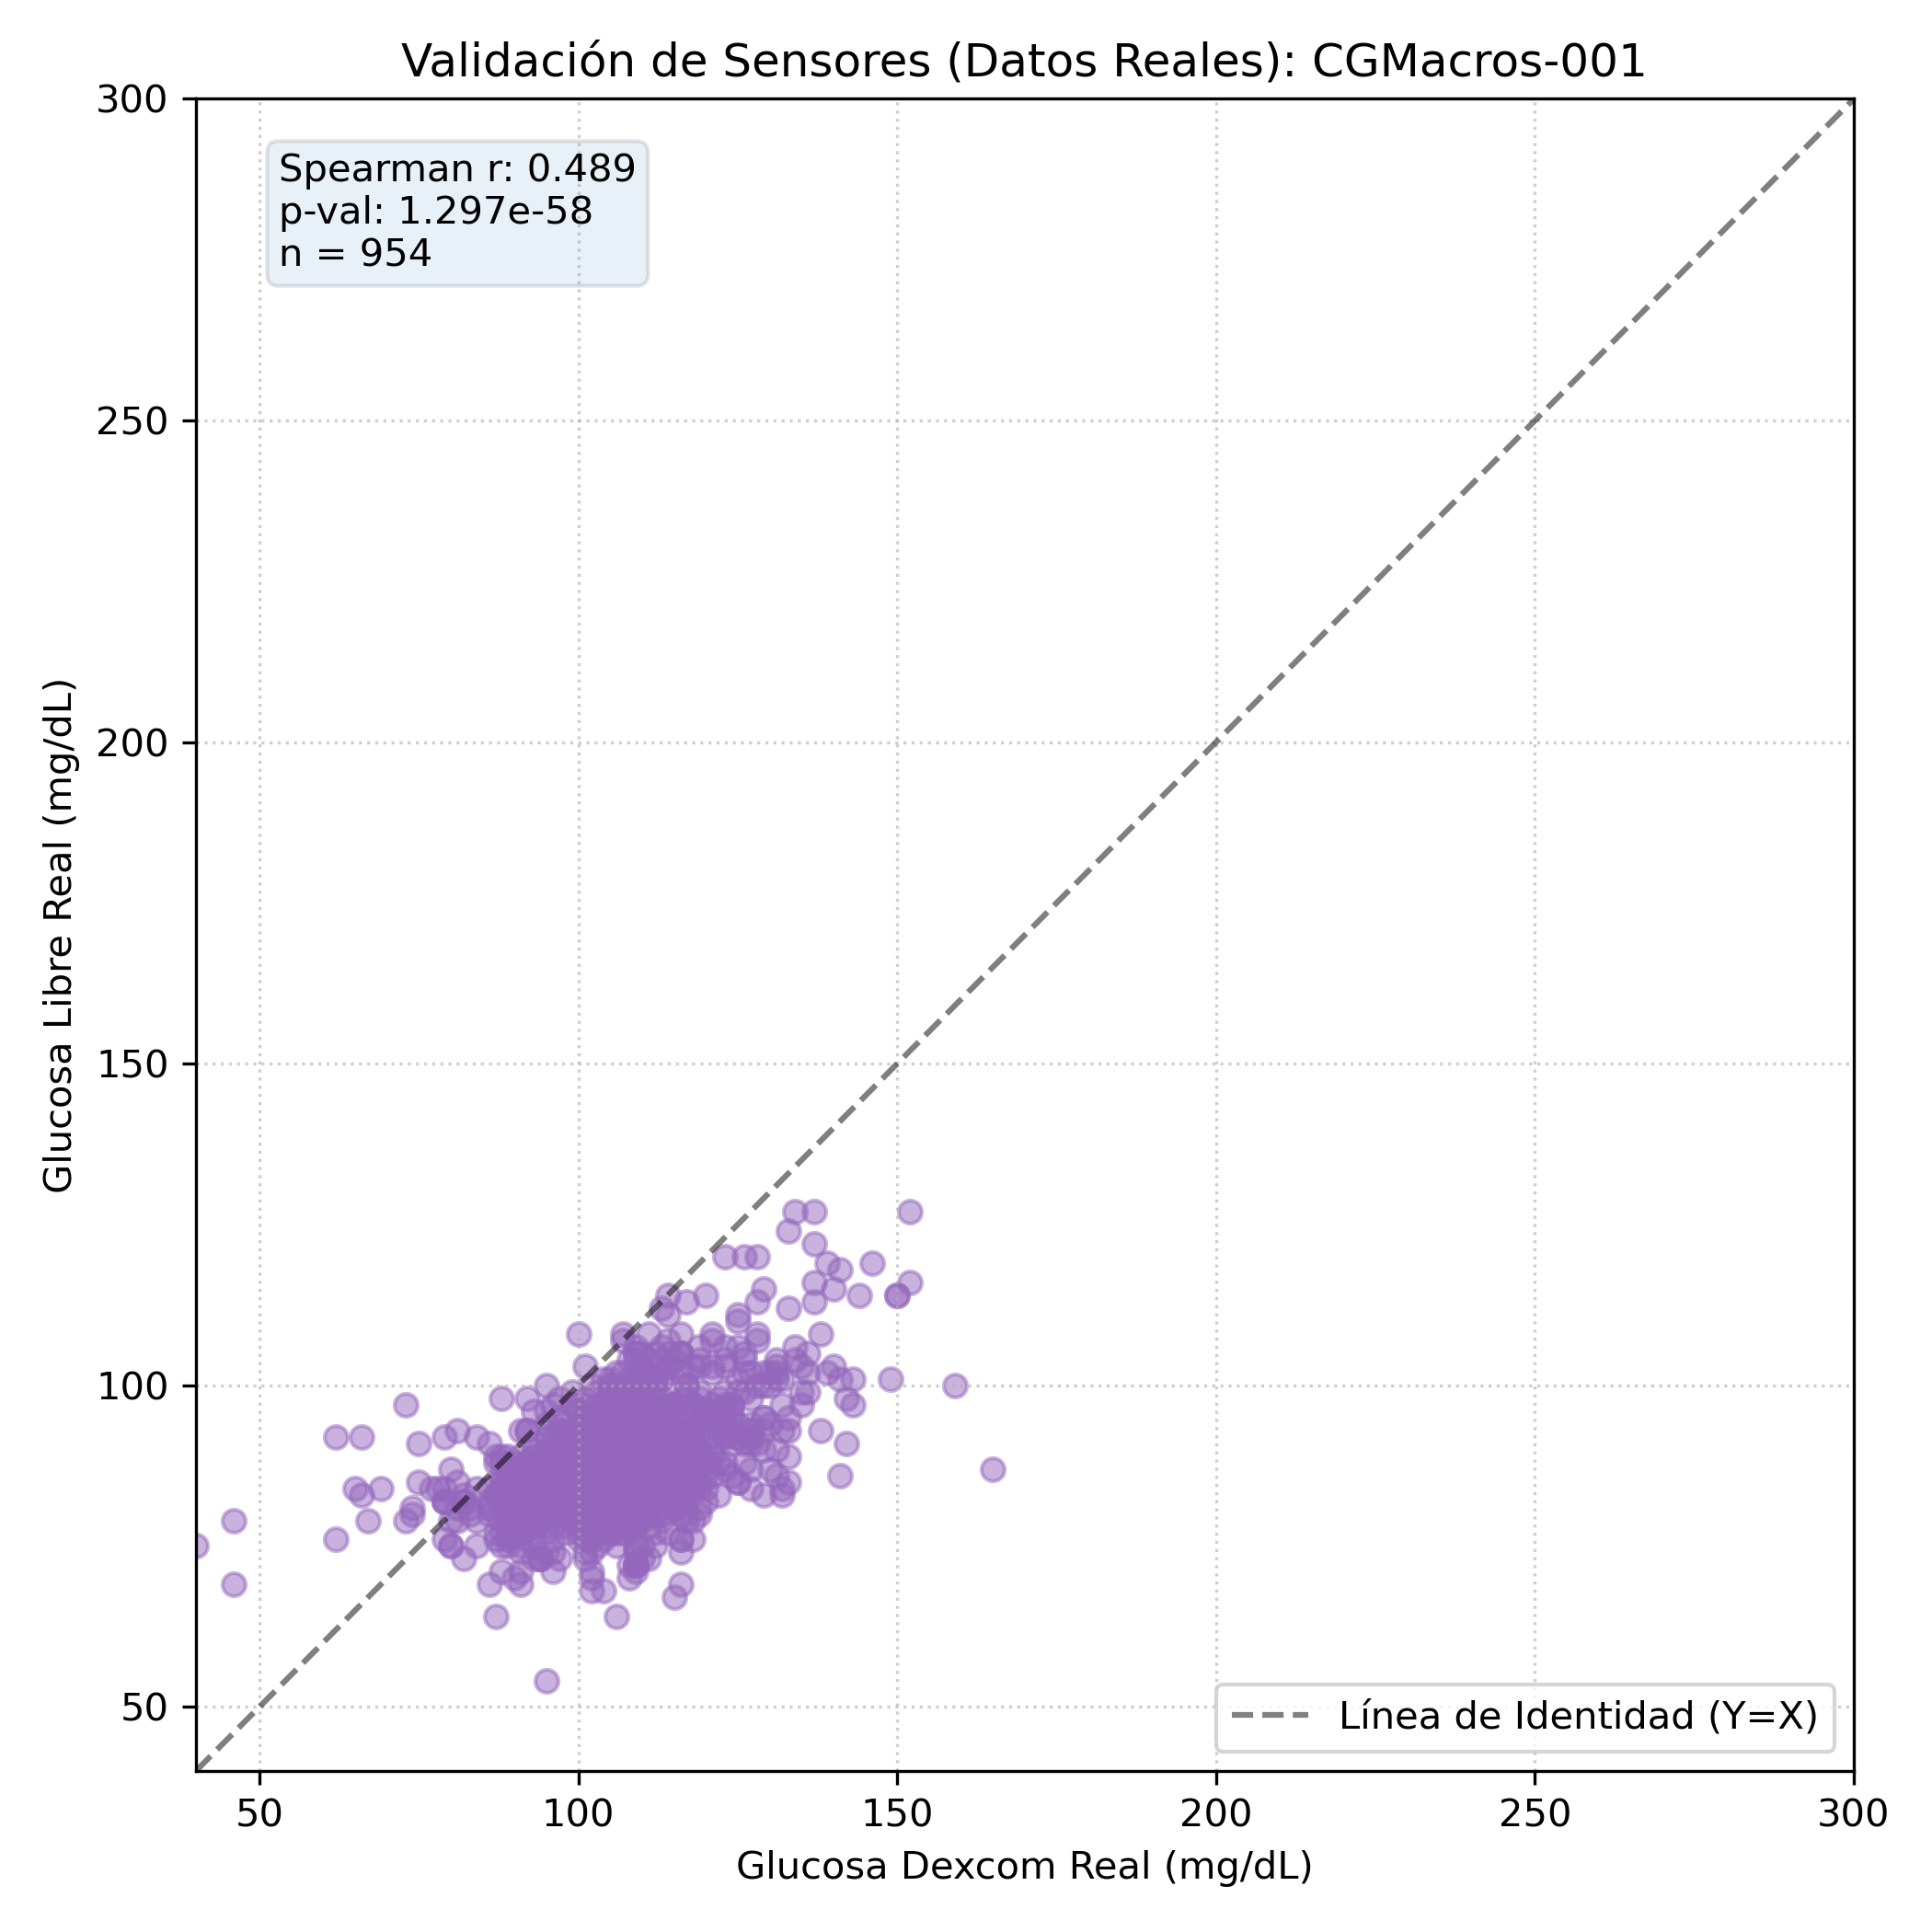 Validación de Sensores (Datos Reales): CGMacros-001
300
250
200
150
100
50
Glucosa Libre Real (mg/dL)
Spearman r: 0.489
p-val: 1.297e-58
n = 954
Línea de Identidad (Y=X)
50
100
150
200
250
300
Glucosa Dexcom Real (mg/dL)